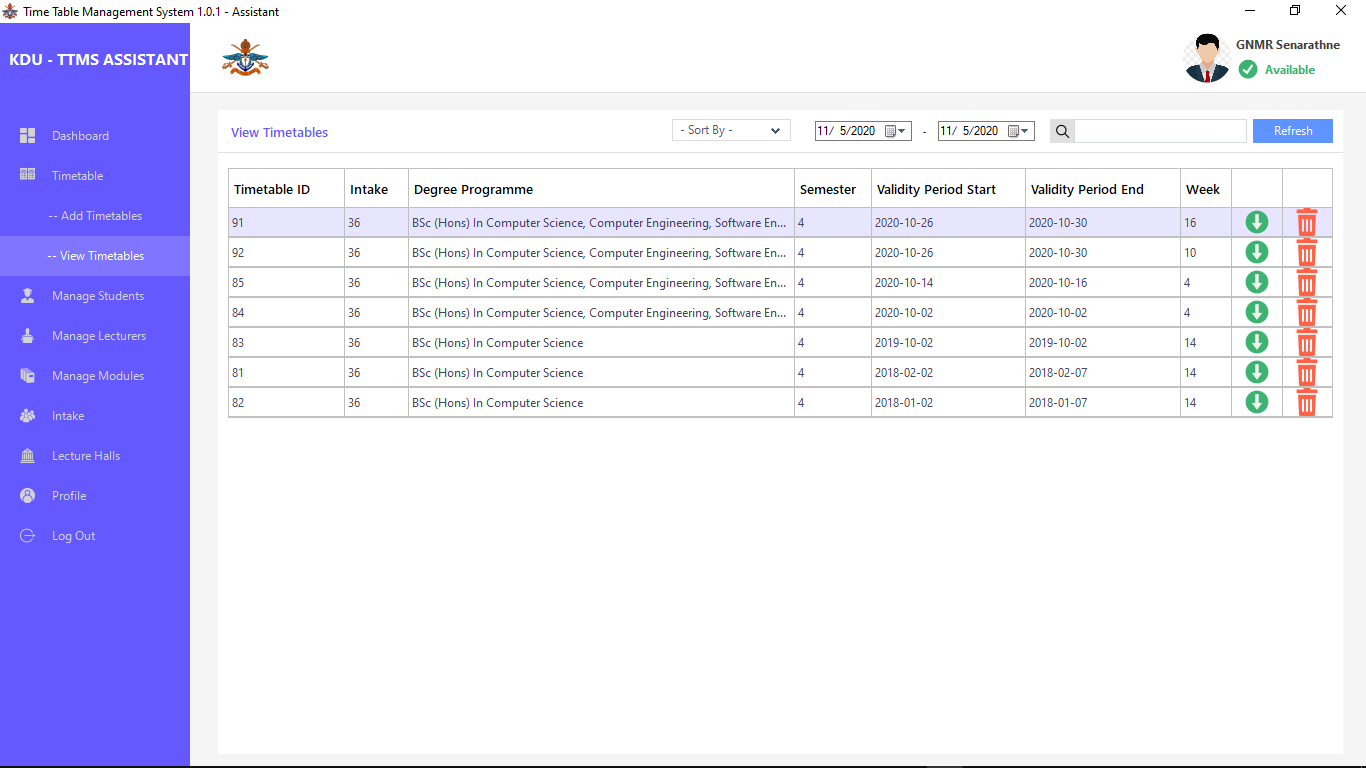 Time Table Management System 1.0.1 - Assistant
KDU - TTMS ASSISTANT
GNMR Senarathne
Available
Dashboard
Timetable
-- Add Timetables
-- View Timetables
Manage Students
Manage Lecturers
Manage Modules
Intake
Lecture Halls
Profile
Log Out
View Timetables
- Sort By -
11/ 5/2020 - 11/ 5/2020
Refresh
Timetable ID Intake Degree Programme Semester Validity Period Start Validity Period End Week
91 36 BSc (Hons) In Computer Science, Computer Engineering, Software En... 4 2020-10-26 2020-10-30 16
92 36 BSc (Hons) In Computer Science, Computer Engineering, Software En... 4 2020-10-26 2020-10-30 10
85 36 BSc (Hons) In Computer Science, Computer Engineering, Software En... 4 2020-10-14 2020-10-16 4
84 36 BSc (Hons) In Computer Science, Computer Engineering, Software En... 4 2020-10-02 2020-10-02 4
83 36 BSc (Hons) In Computer Science 4 2019-10-02 2019-10-02 14
81 36 BSc (Hons) In Computer Science 4 2018-02-02 2018-02-07 14
82 36 BSc (Hons) In Computer Science 4 2018-01-02 2018-01-07 14